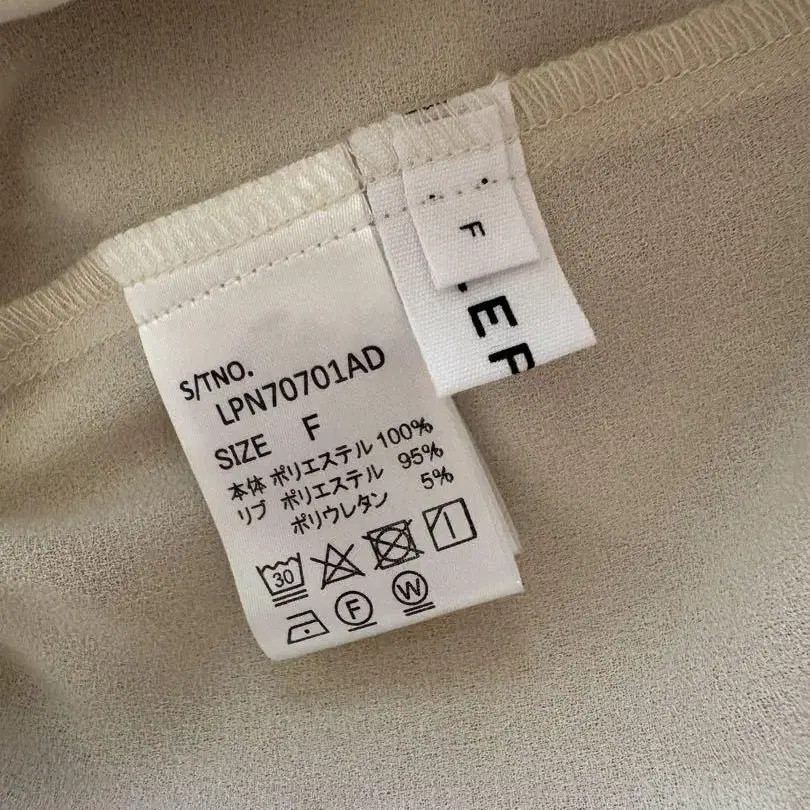 S/TNO.
LPN70701AD
SIZE F
本体 ポリエステル 100%
リブ ポリエステル 95%
ポリウレタン 5%
30
F
W
F